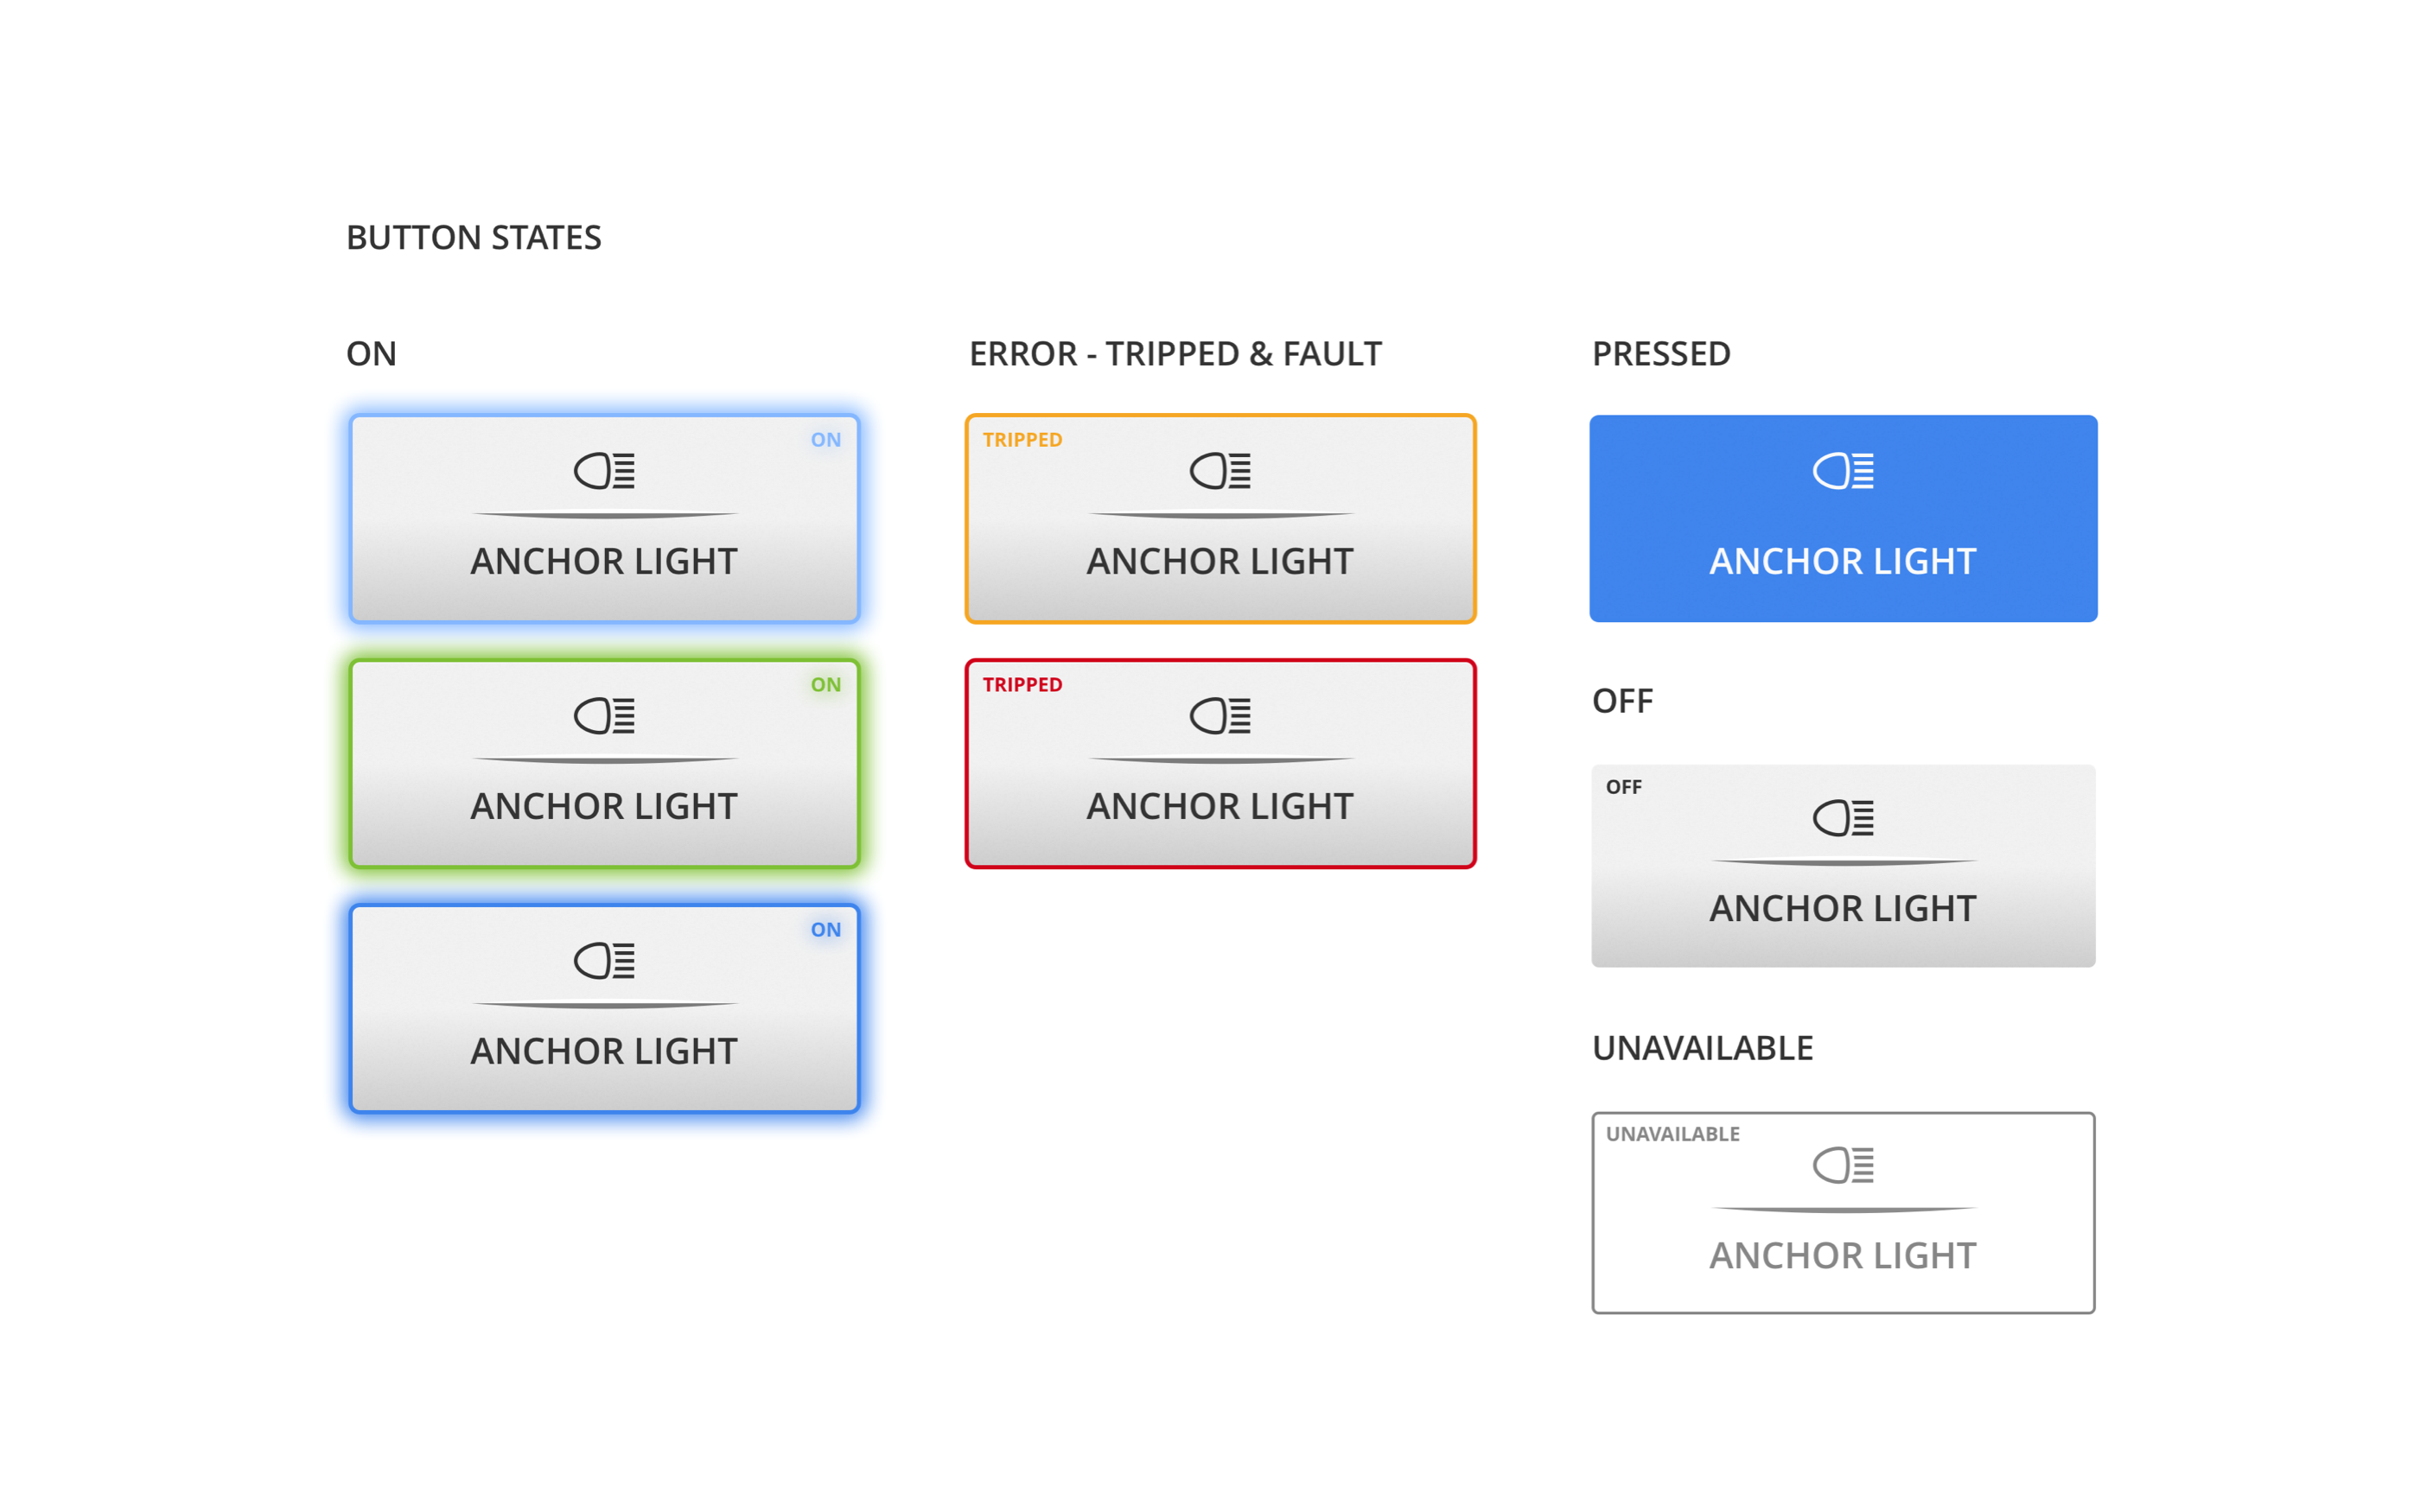 BUTTON STATES
ON
ON
ANCHOR LIGHT
ON
ANCHOR LIGHT
ON
ANCHOR LIGHT
ERROR - TRIPPED & FAULT
TRIPPED
ANCHOR LIGHT
TRIPPED
ANCHOR LIGHT
PRESSED
ANCHOR LIGHT
OFF
OFF
ANCHOR LIGHT
UNAVAILABLE
UNAVAILABLE
ANCHOR LIGHT